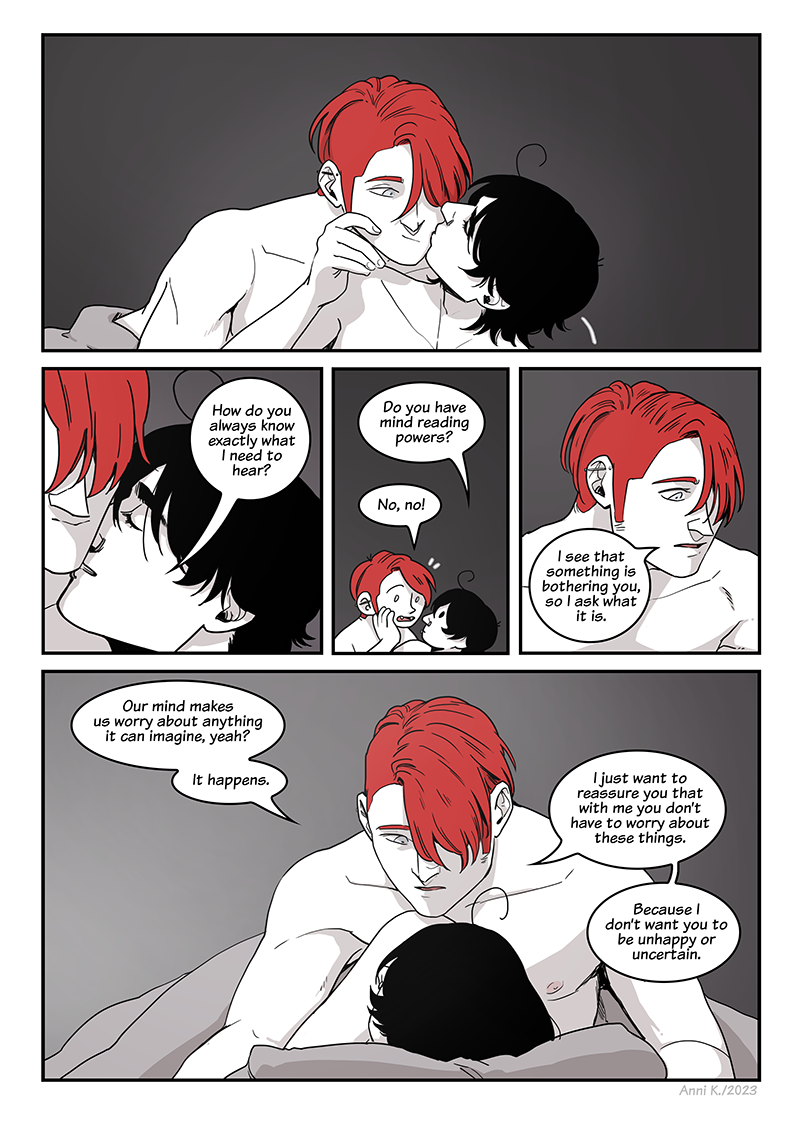 How do you
always know
exactly what
I need to
hear?
Do you have
mind reading
powers?
No, no!
I see that
something is
bothering you,
so I ask what
it is.
Our mind makes
us worry about anything
it can imagine, yeah?
It happens.
I just want to
reassure you that
with me you don't
have to worry about
these things.
Because I
don't want you to
be unhappy or
uncertain.
Anni K./2023